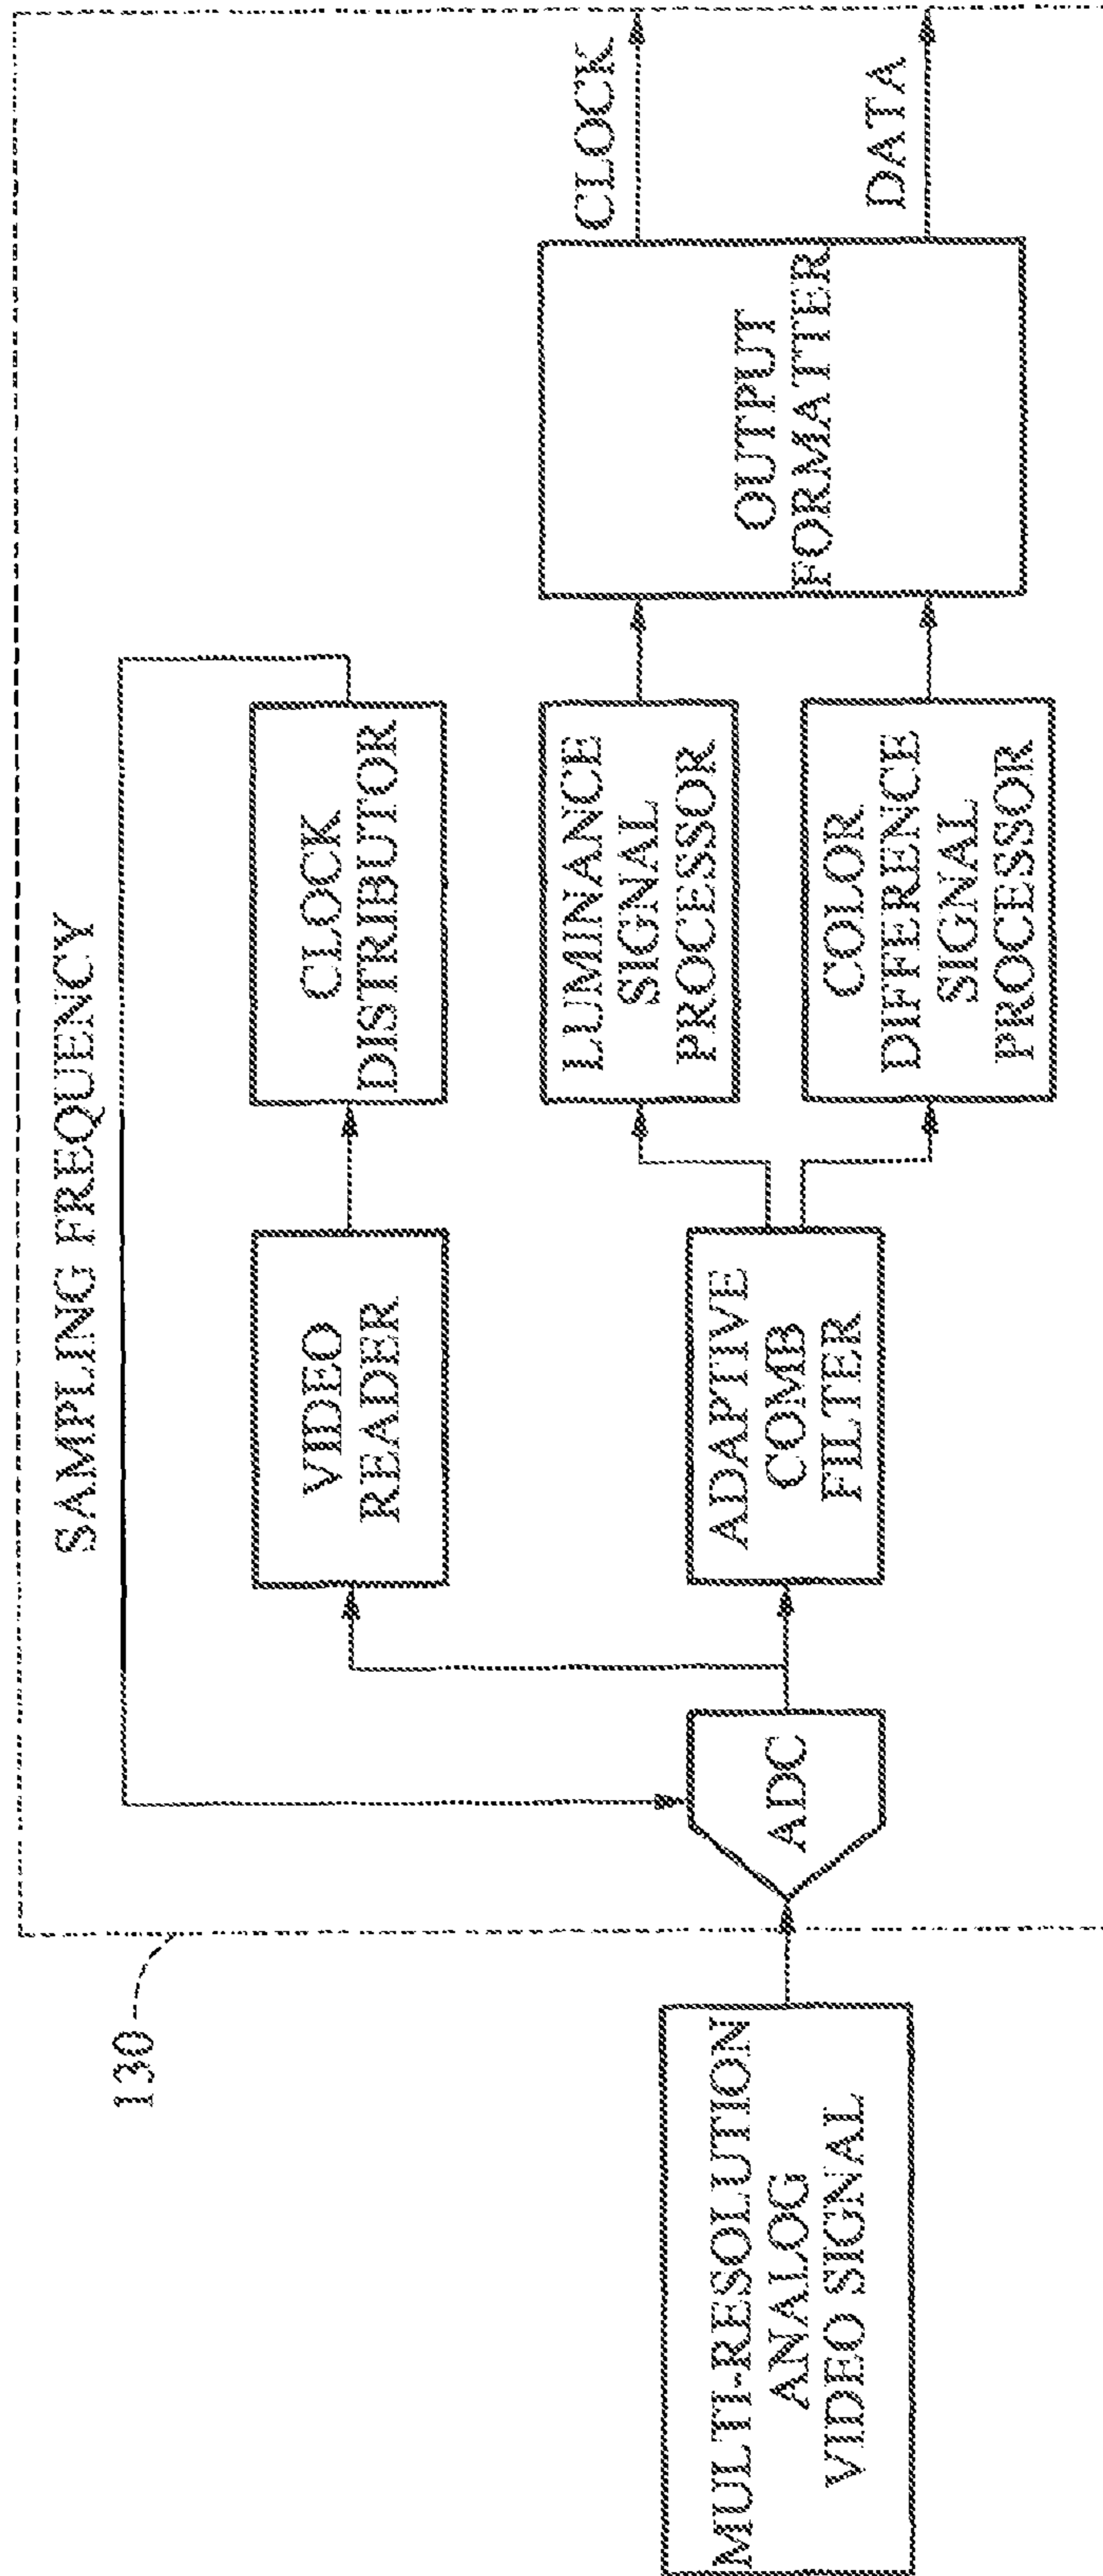 130
SAMPLING FREQUENCY
MULTI-RESOLUTION
ANALOG
VIDEO SIGNAL
ADC
VIDEO
READER
CLOCK
DISTRIBUTOR
ADAPTIVE
COMB
FILTER
LUMINANCE
SIGNAL
PROCESSOR
COLOR
DIFFERENCE
SIGNAL
PROCESSOR
OUTPUT
FORMATTER
CLOCK
DATA